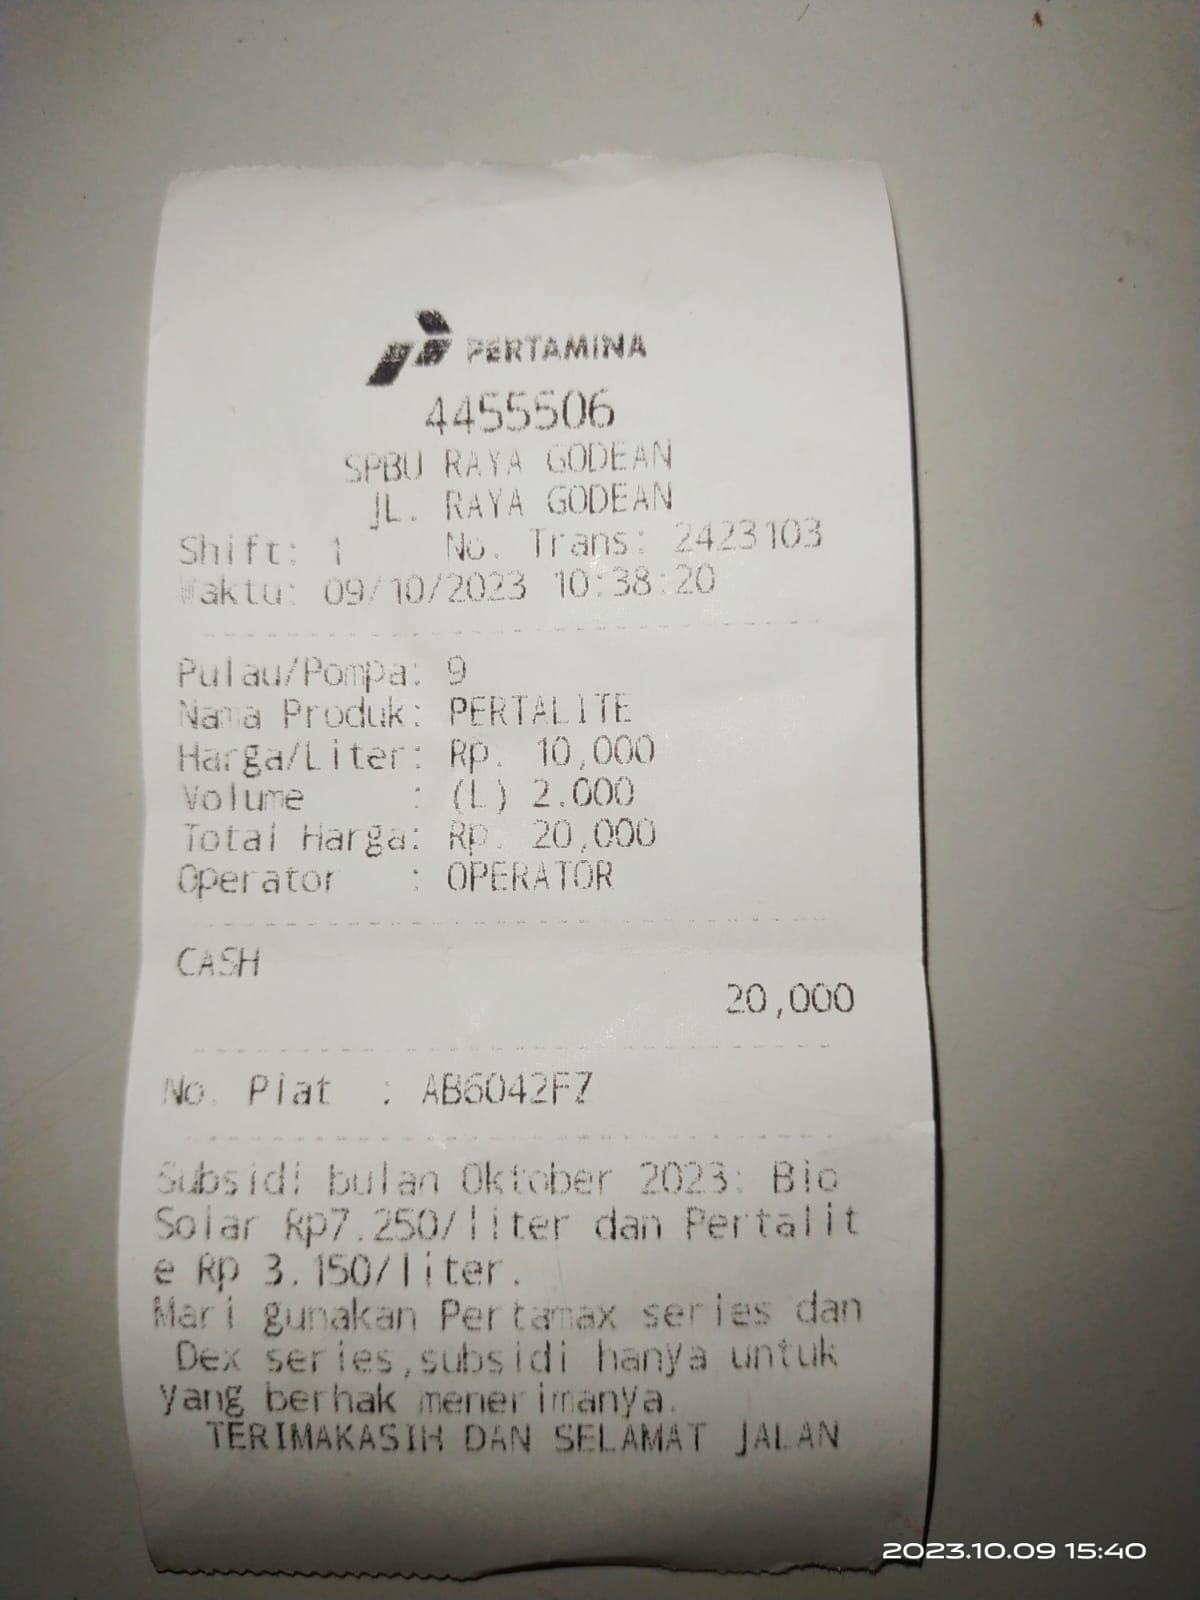 PERTAMINA
4455506
SPBU RAYA GODEAN
JL. RAYA GODEAN
Shift: 1 No. Trans: 2423103
Waktu: 09/10/2023 10:38:20
Pulau/Pompa: 9
Nama Produk: PERTALITE
Harga/Liter: Rp. 10,000
Volume : (L) 2.000
Total Harga: Rp. 20,000
Operator : OPERATOR
CASH
20,000
No. Plat : AB6042FZ
Subsidi bulan Oktober 2023: Bio
Solar Rp7.250/liter dan Pertalit
e Rp 3.150/liter.
Mari gunakan Pertamax series dan
Dex series,subsidi hanya untuk
yang berhak menerimanya.
TERIMAKASIH DAN SELAMAT JALAN
2023.10.09 15:40